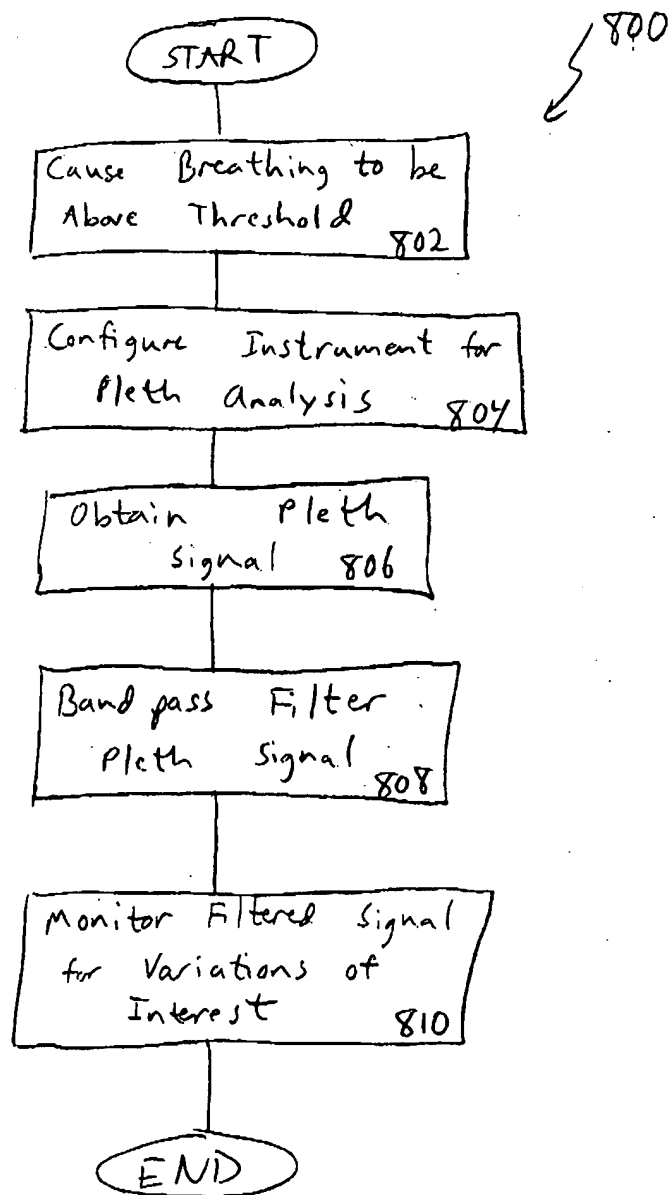 800
START
Cause Breathing to be
Above Threshold
802
Configure Instrument for
Pleth Analysis
804
Obtain Pleth
Signal 806
Band pass Filter
Pleth Signal
808
Monitor Filtered Signal
for Variations of
Interest 810
END